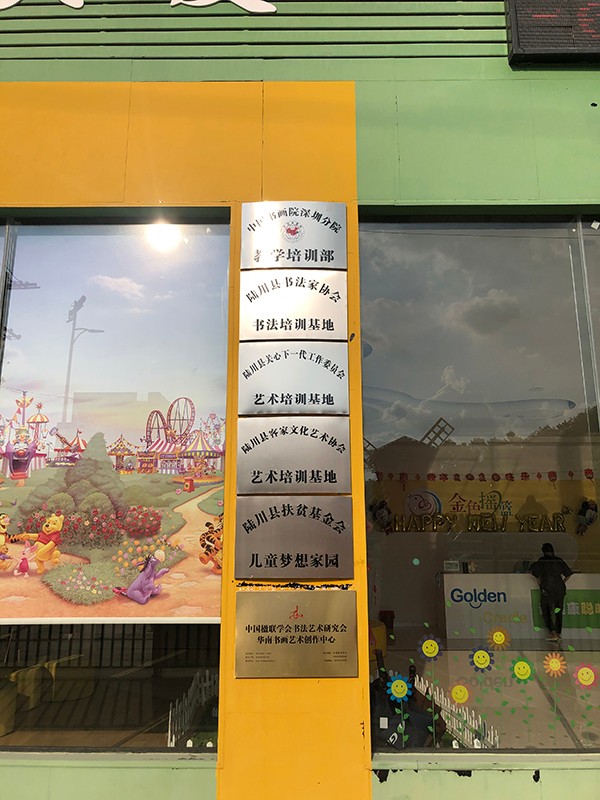 中国书画院深圳分院
教学培训部
陆川县书法家协会
书法培训基地
陆川县关心下一代工作委员会
艺术培训基地
陆川县客家文化艺术协会
艺术培训基地
陆川县扶贫基金会
儿童梦想家园
中国楹联学会书法艺术研究会
华南书画艺术创作中心
金色摇篮
HAPPY NEW YEAR
Golden